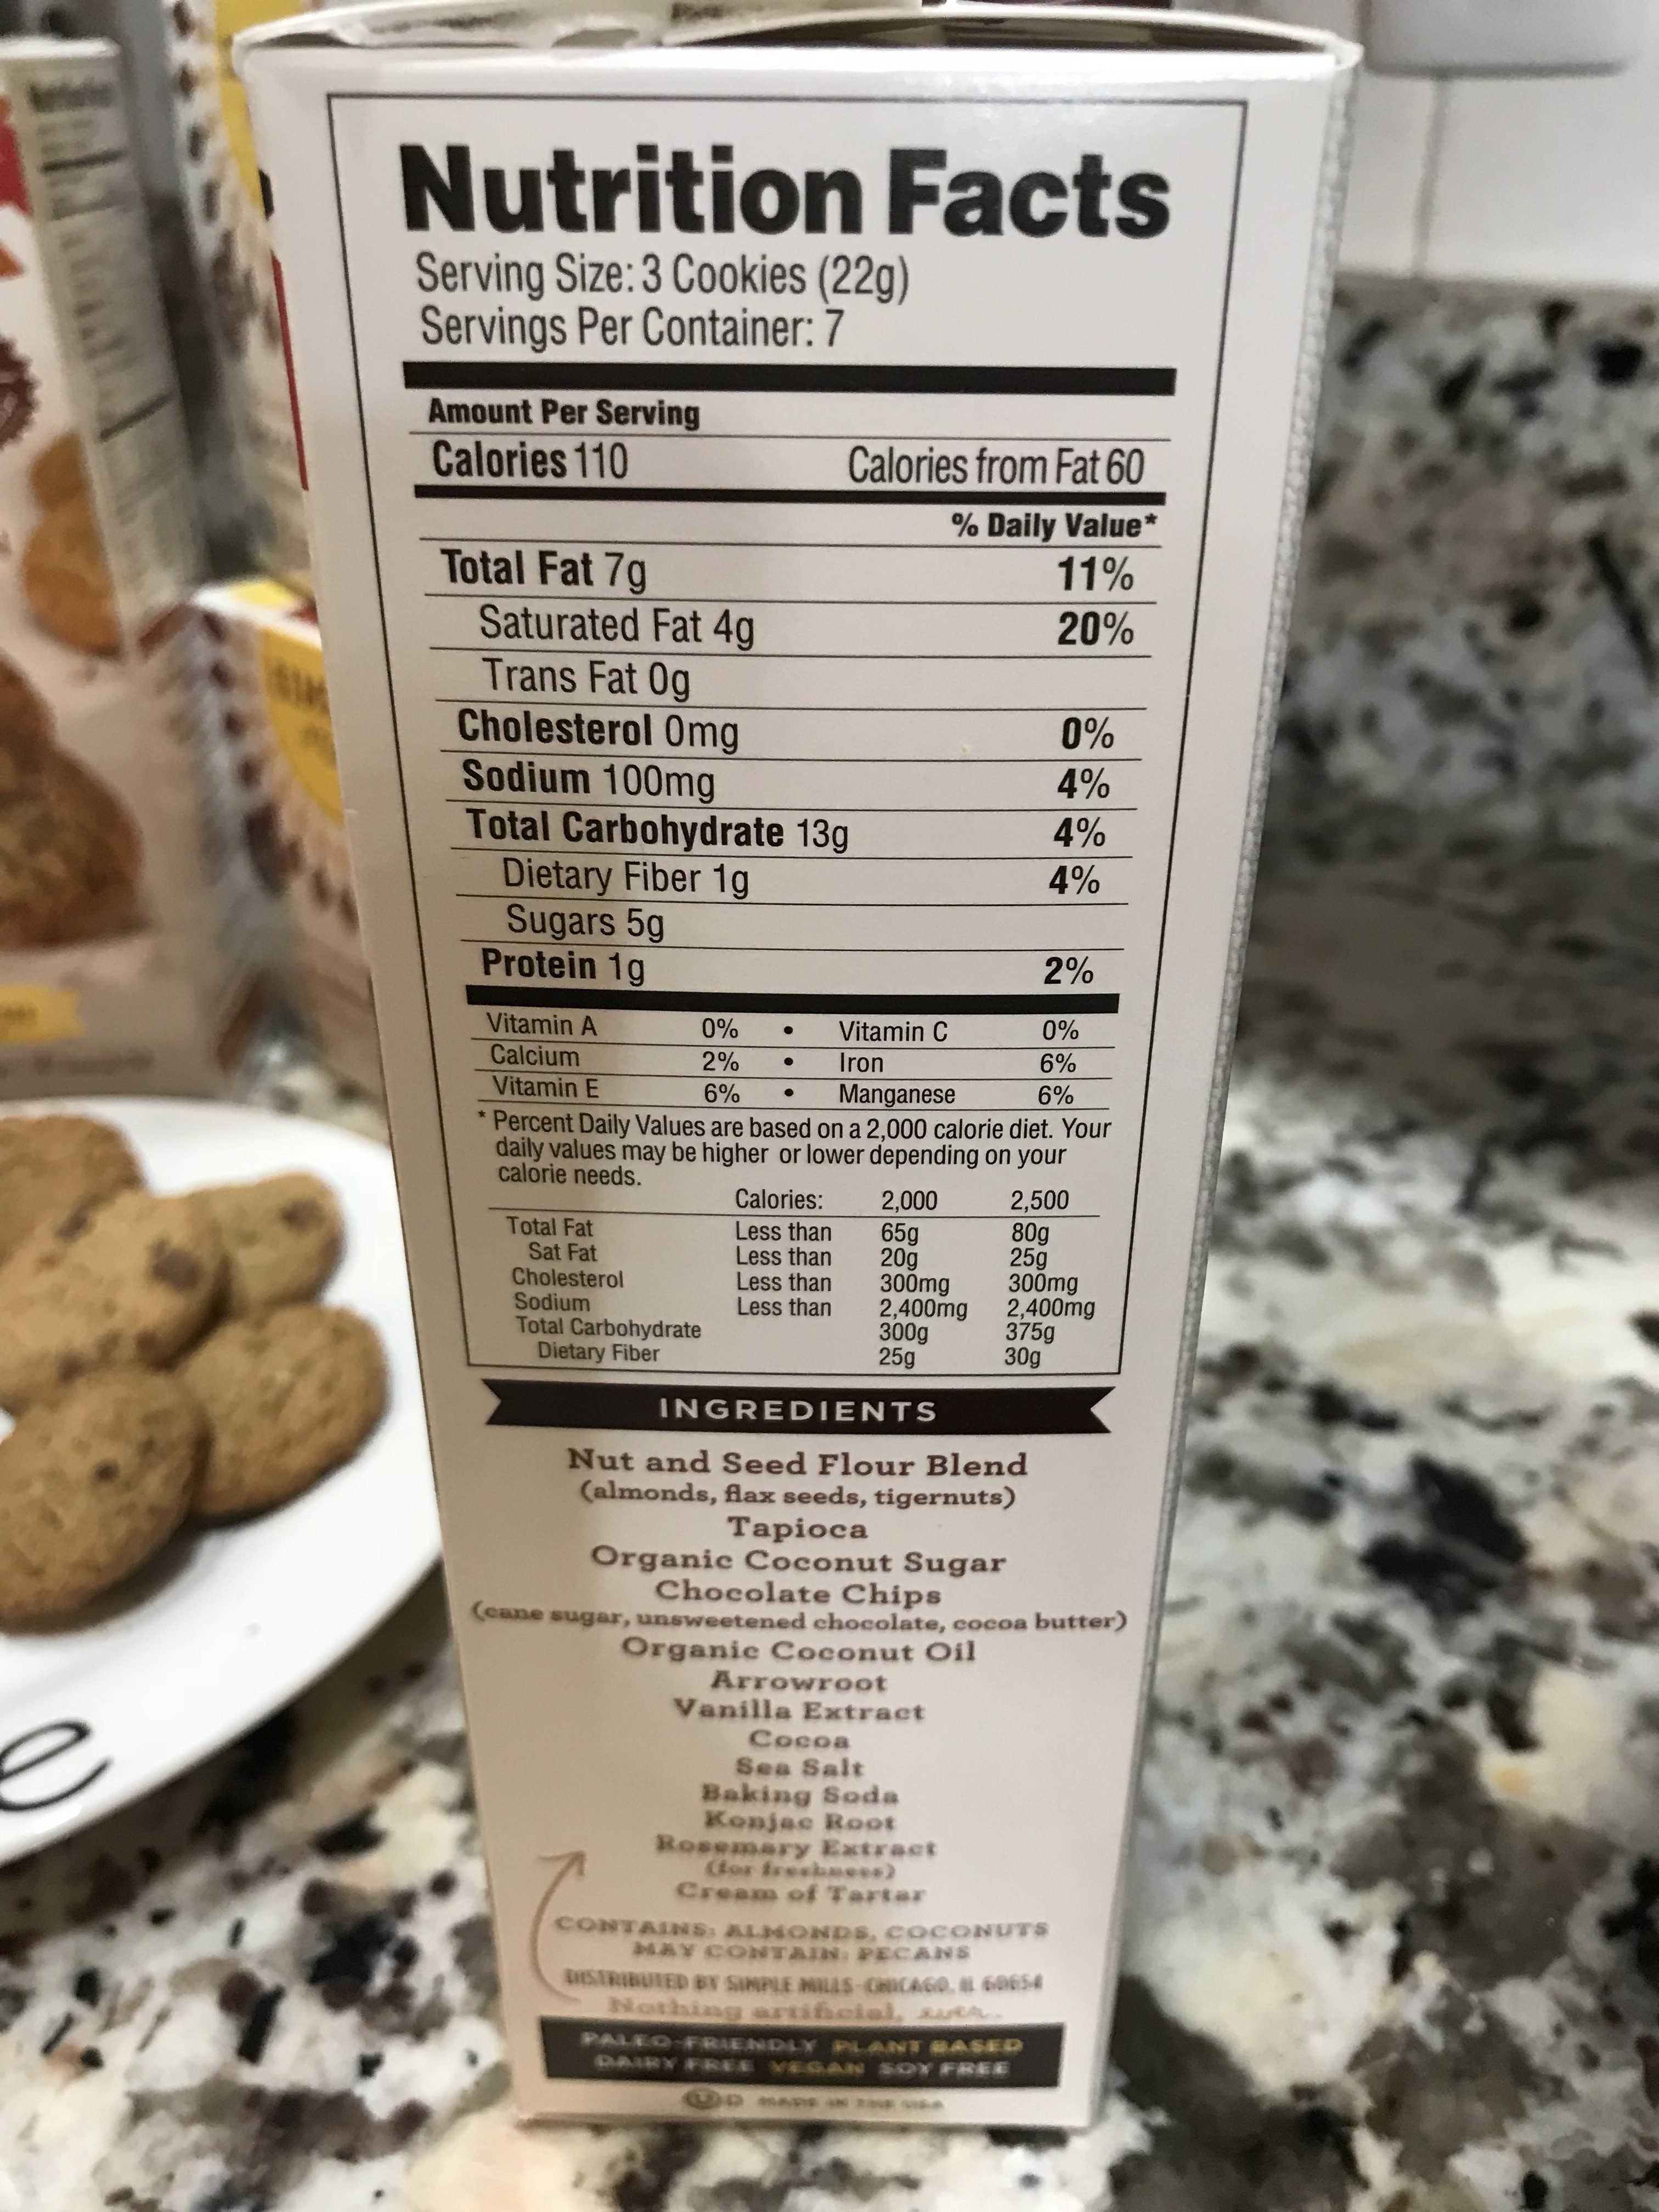 Nutrition Facts
Serving Size: 3 Cookies (22g)
Servings Per Container: 7
Amount Per Serving
Calories 110 Calories from Fat 60
% Daily Value*
Total Fat 7g 11%
Saturated Fat 4g 20%
Trans Fat 0g
Cholesterol 0mg 0%
Sodium 100mg 4%
Total Carbohydrate 13g 4%
Dietary Fiber 1g 4%
Sugars 5g
Protein 1g 2%
Vitamin A 0% • Vitamin C 0%
Calcium 2% • Iron 6%
Vitamin E 6% • Manganese 6%
* Percent Daily Values are based on a 2,000 calorie diet. Your
daily values may be higher or lower depending on your
calorie needs.
Calories: 2,000 2,500
Total Fat Less than 65g 80g
Sat Fat Less than 20g 25g
Cholesterol Less than 300mg 300mg
Sodium Less than 2,400mg 2,400mg
Total Carbohydrate 300g 375g
Dietary Fiber 25g 30g
INGREDIENTS
Nut and Seed Flour Blend
(almonds, flax seeds, tigernuts)
Tapioca
Organic Coconut Sugar
Chocolate Chips
(cane sugar, unsweetened chocolate, cocoa butter)
Organic Coconut Oil
Arrowroot
Vanilla Extract
Cocoa
Sea Salt
Baking Soda
Konjac Root
Rosemary Extract
(for freshness)
Cream of Tartar
CONTAINS: ALMONDS, COCONUTS
MAY CONTAIN: PECANS
DISTRIBUTED BY SIMPLE MILLS CHICAGO, IL 60654
Nothing artificial,
PALEO-FRIENDLY PLANT BASED
DAIRY FREE VEGAN SOY FREE
MADE IN THE USA
e